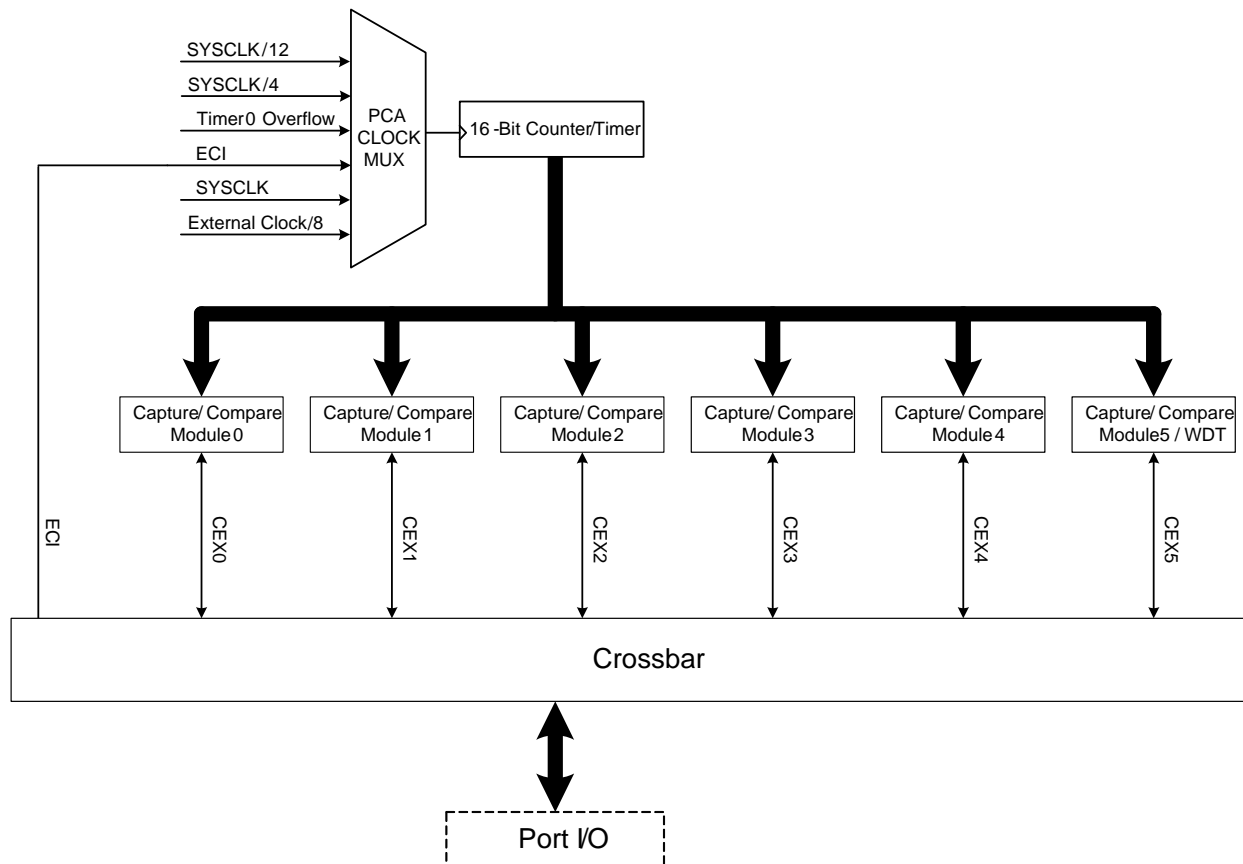 SYSCLK/12
SYSCLK/4
Timer0 Overflow
ECI
SYSCLK
External Clock/8
PCA
CLOCK
MUX
16-Bit Counter/Timer
Capture/Compare
Module0
Capture/Compare
Module1
Capture/Compare
Module2
Capture/Compare
Module3
Capture/Compare
Module4
Capture/Compare
Module5 / WDT
ECI
CEX0
CEX1
CEX2
CEX3
CEX4
CEX5
Crossbar
Port I/O